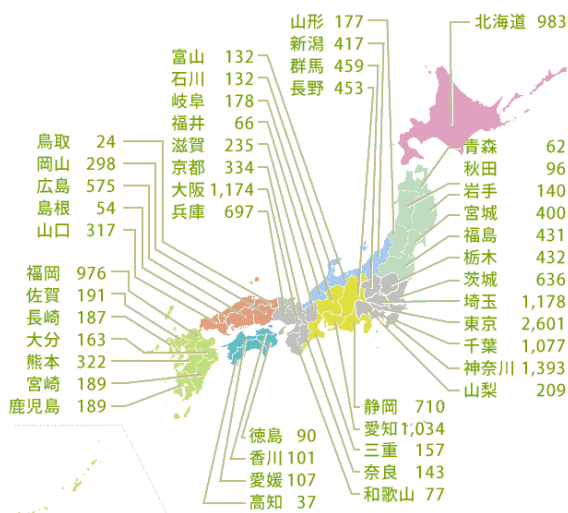 山形 177
新潟 417
群馬 459
長野 453
北海道 983
富山 132
石川 132
岐阜 178
福井 66
滋賀 235
京都 334
大阪 1,174
兵庫 697
鳥取 24
岡山 298
広島 575
島根 54
山口 317
青森 62
秋田 96
岩手 140
宮城 400
福島 431
栃木 432
茨城 636
埼玉 1,178
東京 2,601
千葉 1,077
神奈川 1,393
山梨 209
福岡 976
佐賀 191
長崎 187
大分 163
熊本 322
宮崎 189
鹿児島 189
静岡 710
愛知 1,034
三重 157
奈良 143
和歌山 77
徳島 90
香川 101
愛媛 107
高知 37